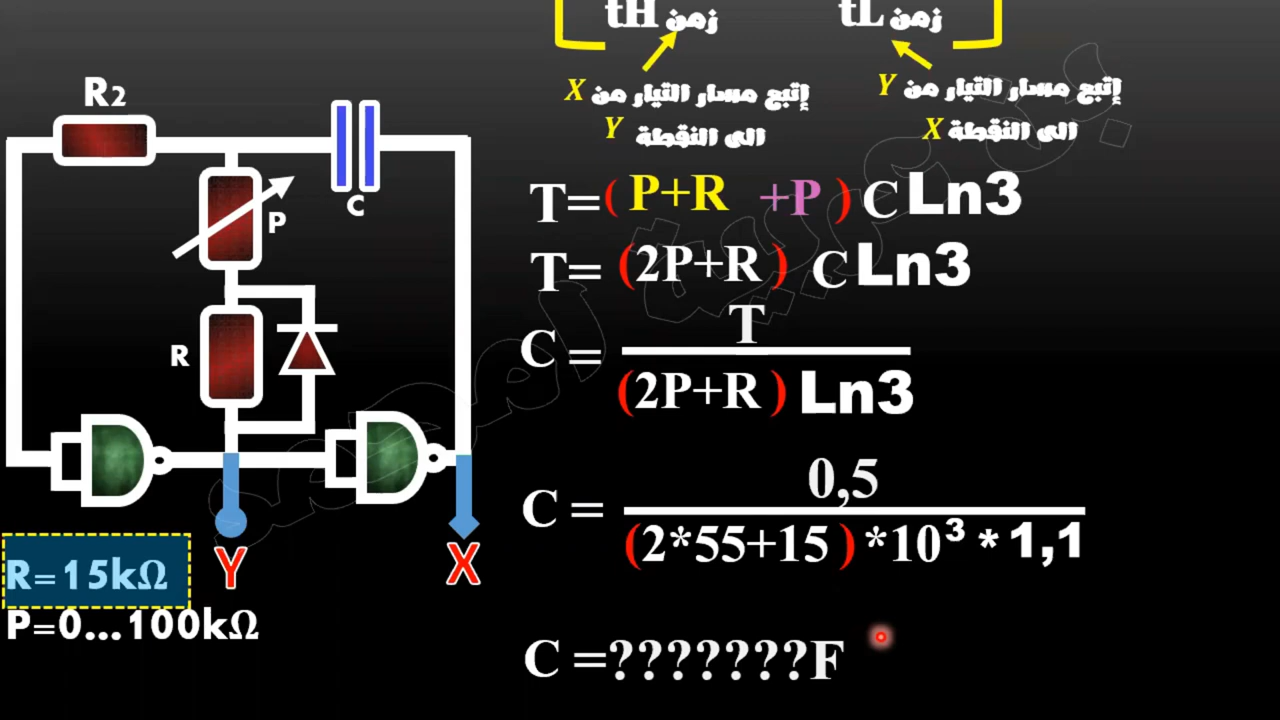 زمن tH
زمن tL
إتبع مسار التيار من X
الى النقطة Y
إتبع مسار التيار من Y
الى النقطة X
R2
C
P
R
Y
X
R=15kΩ
P=0...100kΩ
T=( P+R +P ) C Ln3
T= (2P+R ) C Ln3
C = T
(2P+R ) Ln3
C = 0,5
(2*55+15 ) *10³ * 1,1
C =???????F